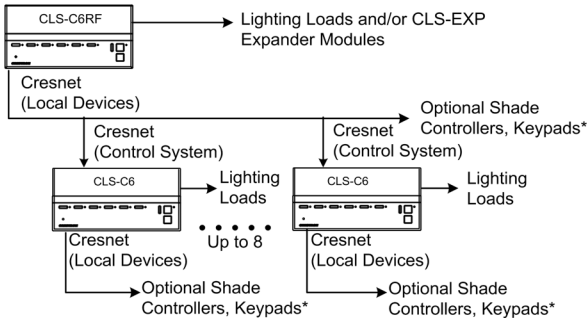 CLS-C6RF
Lighting Loads and/or CLS-EXP
Expander Modules
Cresnet
(Local Devices)
Optional Shade
Controllers, Keypads*
Cresnet
(Control System)
Cresnet
(Control System)
CLS-C6
Lighting
Loads
CLS-C6
Lighting
Loads
Up to 8
Cresnet
(Local Devices)
Cresnet
(Local Devices)
Optional Shade
Controllers, Keypads*
Optional Shade
Controllers, Keypads*